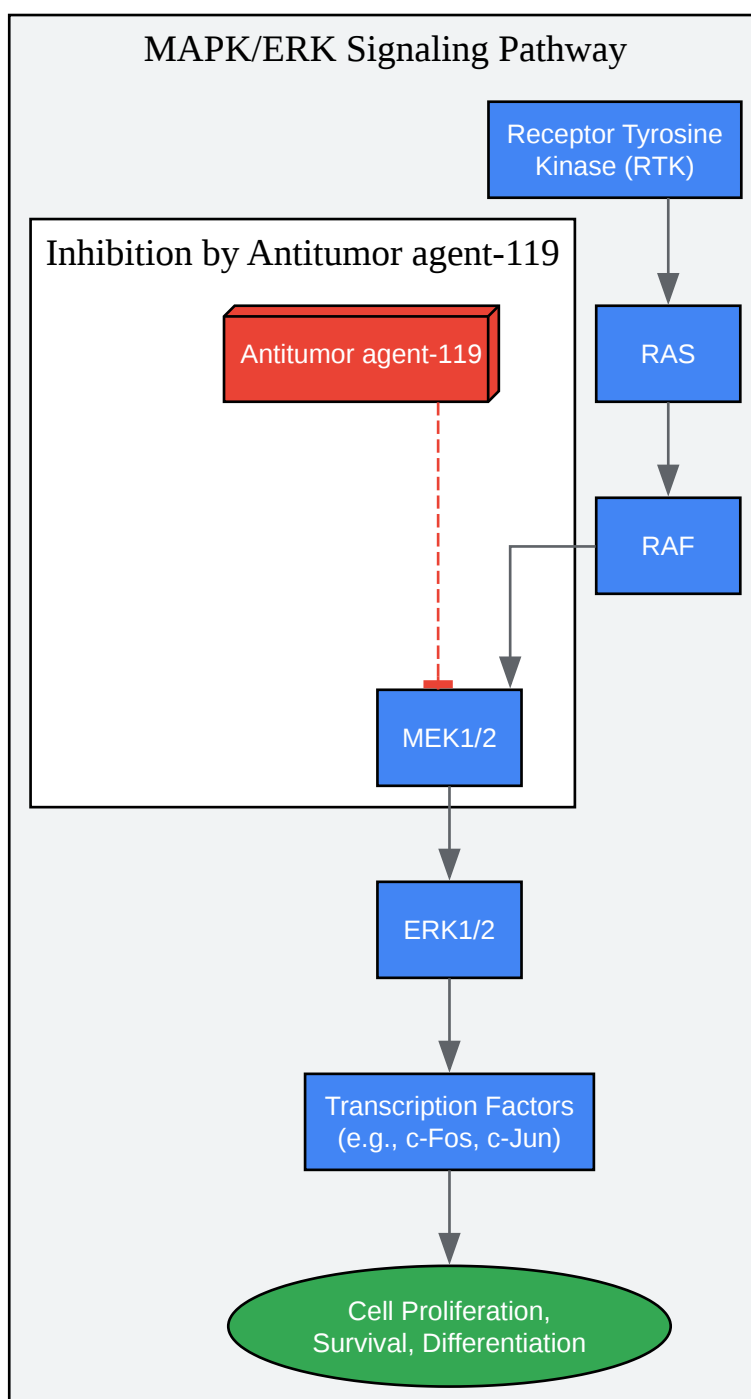 MAPK/ERK Signaling Pathway
Receptor Tyrosine
Kinase (RTK)
Inhibition by Antitumor agent-119
Antitumor agent-119
RAS
RAF
MEK1/2
ERK1/2
Transcription Factors
(e.g., c-Fos, c-Jun)
Cell Proliferation,
Survival, Differentiation